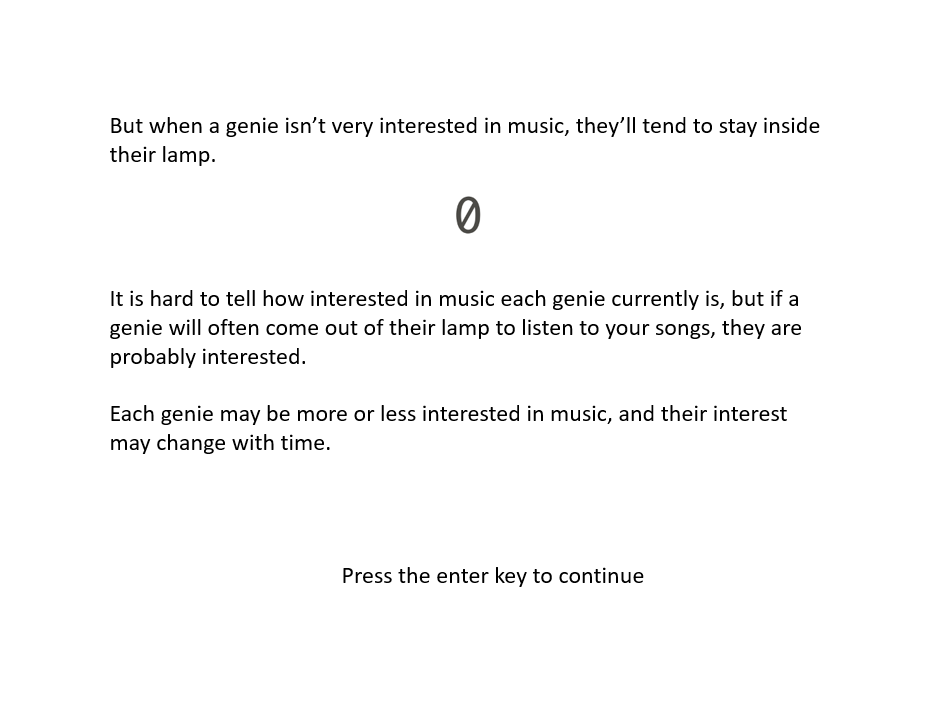 But when a genie isn’t very interested in music, they’ll tend to stay inside
their lamp.
0
It is hard to tell how interested in music each genie currently is, but if a
genie will often come out of their lamp to listen to your songs, they are
probably interested.
Each genie may be more or less interested in music, and their interest
may change with time.
Press the enter key to continue